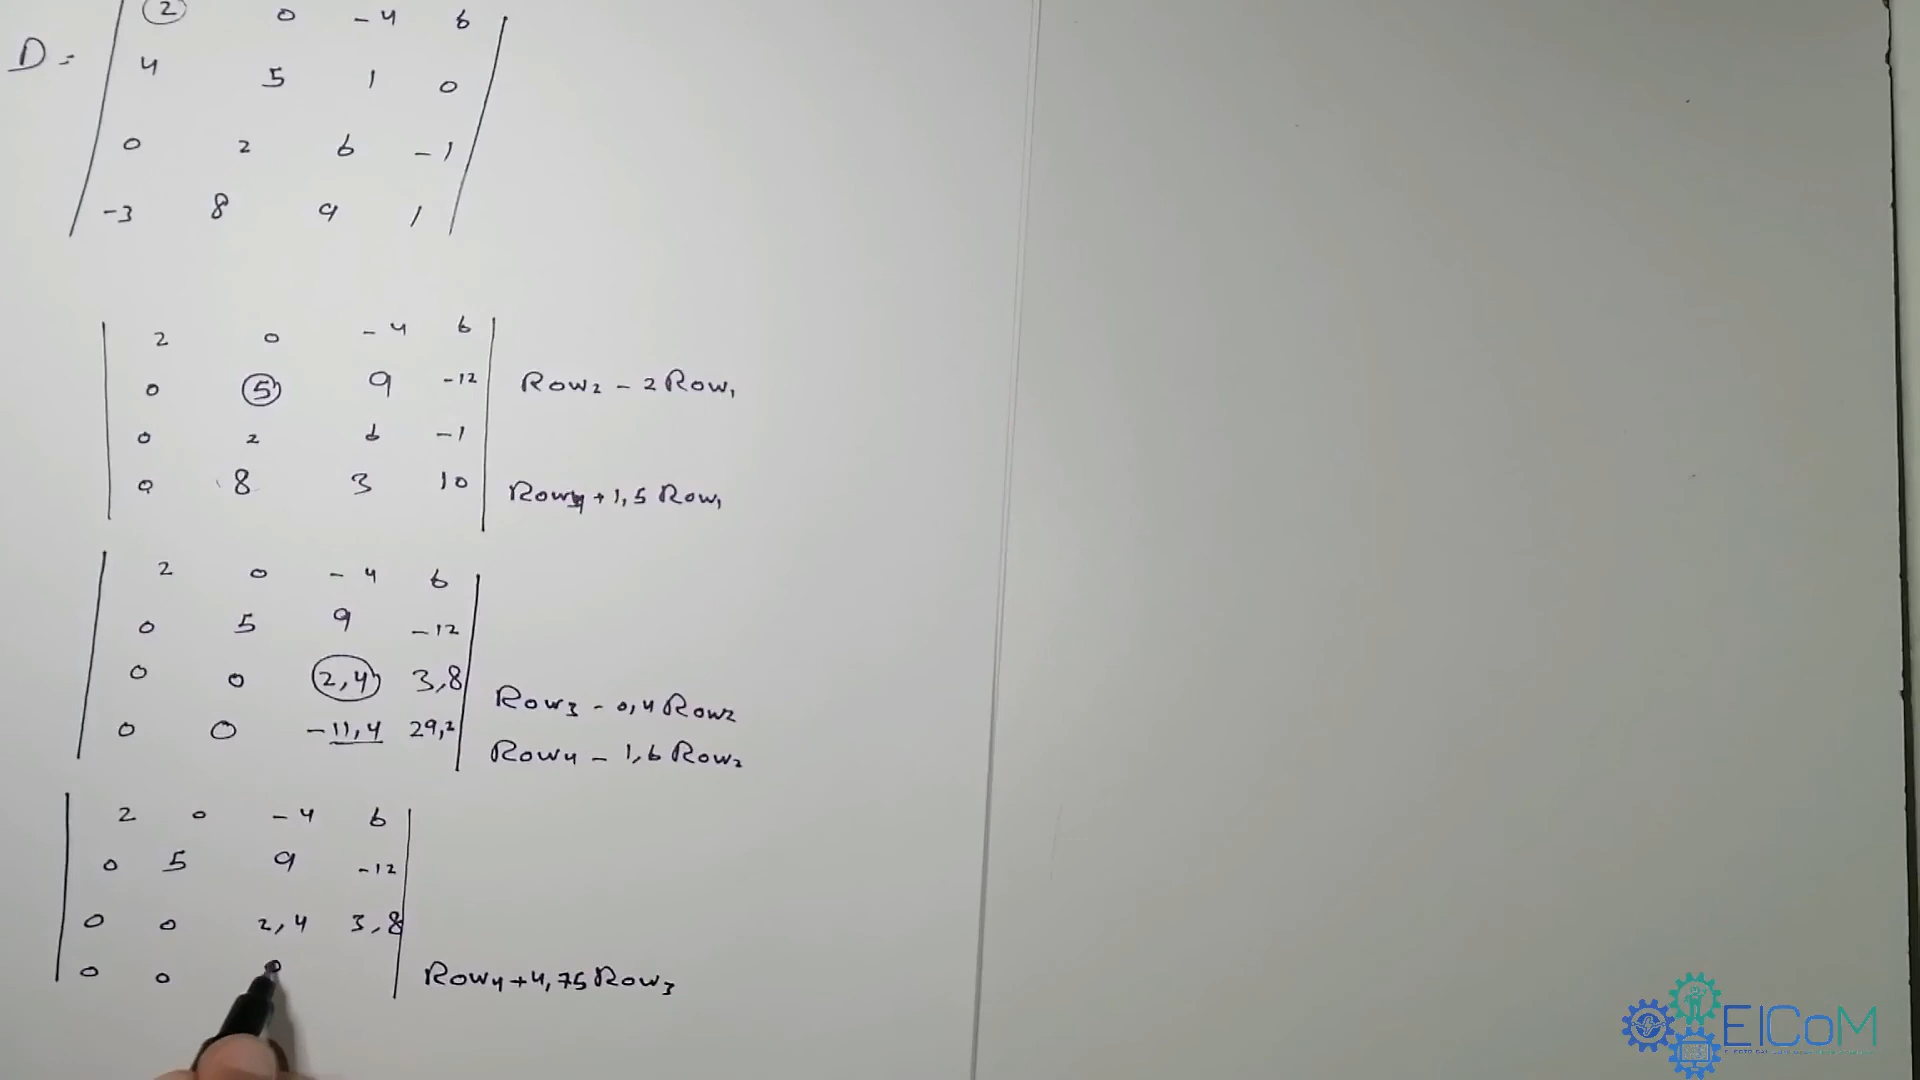 2 0 -4 6
D = 4 5 1 0
0 2 6 -1
-3 8 9 1
2 0 -4 6
0 5 9 -12 Row2 - 2 Row1
0 2 6 -1
0 8 3 10 Row4 + 1,5 Row1
2 0 -4 6
0 5 9 -12
0 0 2,4 3,8 Row3 - 0,4 Row2
0 0 -11,4 29,2 Row4 - 1,6 Row2
2 0 -4 6
0 5 9 -12
0 0 2,4 3,8
0 0 0 Row4 + 4,75 Row3
ElCoM